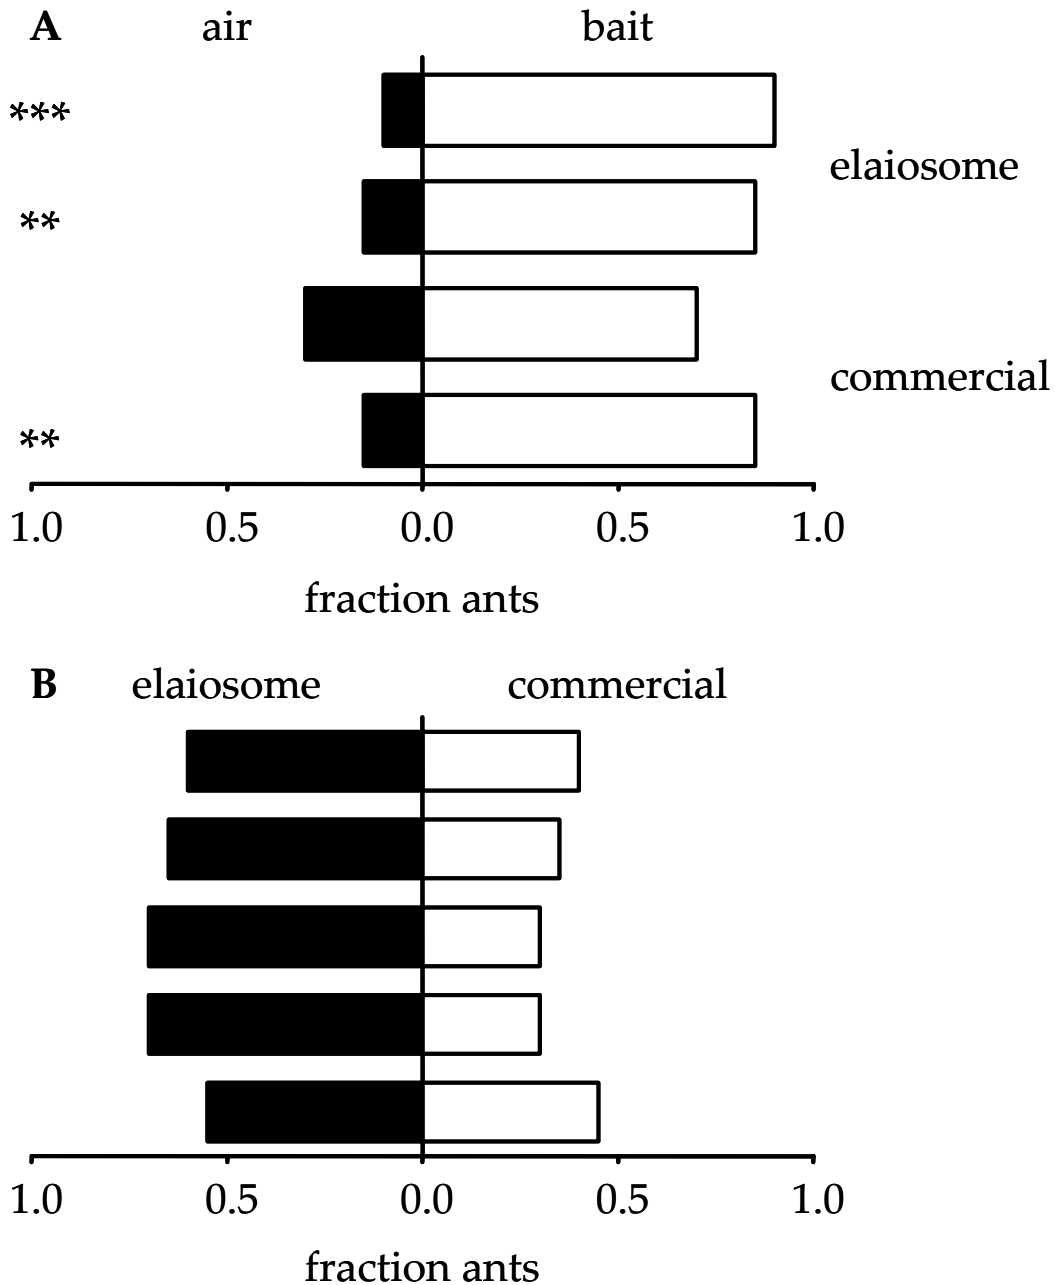 A air bait
***
elaiosome
**
commercial
**
1.0 0.5 0.0 0.5 1.0
fraction ants
B elaiosome commercial
1.0 0.5 0.0 0.5 1.0
fraction ants